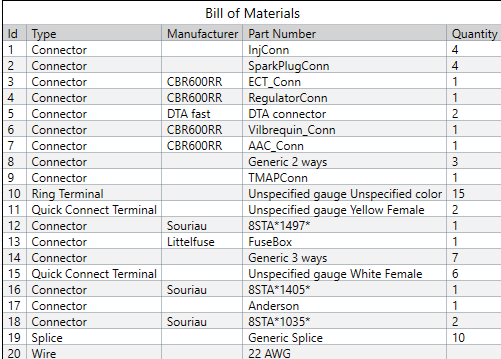 Bill of Materials
Id Type Manufacturer Part Number Quantity
1 Connector InjConn 4
2 Connector SparkPlugConn 4
3 Connector CBR600RR ECT_Conn 1
4 Connector CBR600RR RegulatorConn 1
5 Connector DTA fast DTA connector 2
6 Connector CBR600RR Vilbrequin_Conn 1
7 Connector CBR600RR AAC_Conn 1
8 Connector Generic 2 ways 3
9 Connector TMAPConn 1
10 Ring Terminal Unspecified gauge Unspecified color 15
11 Quick Connect Terminal Unspecified gauge Yellow Female 2
12 Connector Souriau 8STA*1497* 1
13 Connector Littelfuse FuseBox 1
14 Connector Generic 3 ways 7
15 Quick Connect Terminal Unspecified gauge White Female 6
16 Connector Souriau 8STA*1405* 1
17 Connector Anderson 1
18 Connector Souriau 8STA*1035* 2
19 Splice Generic Splice 10
20 Wire 22 AWG